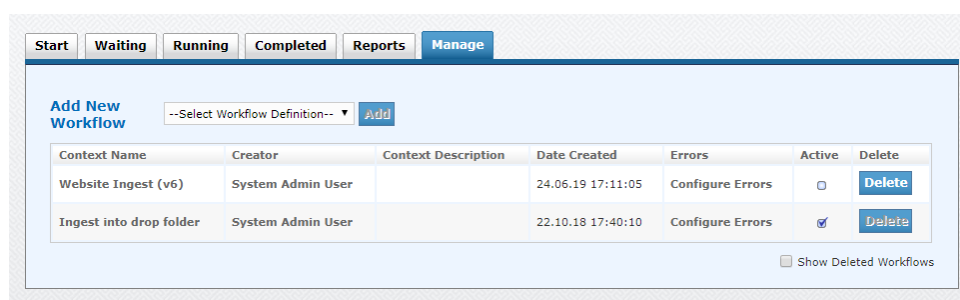 Start Waiting Running Completed Reports Manage
Add New
Workflow
--Select Workflow Definition-- Add
Context Name Creator Context Description Date Created Errors Active Delete
Website Ingest (v6) System Admin User 24.06.19 17:11:05 Configure Errors Delete
Ingest into drop folder System Admin User 22.10.18 17:40:10 Configure Errors Delete
Show Deleted Workflows